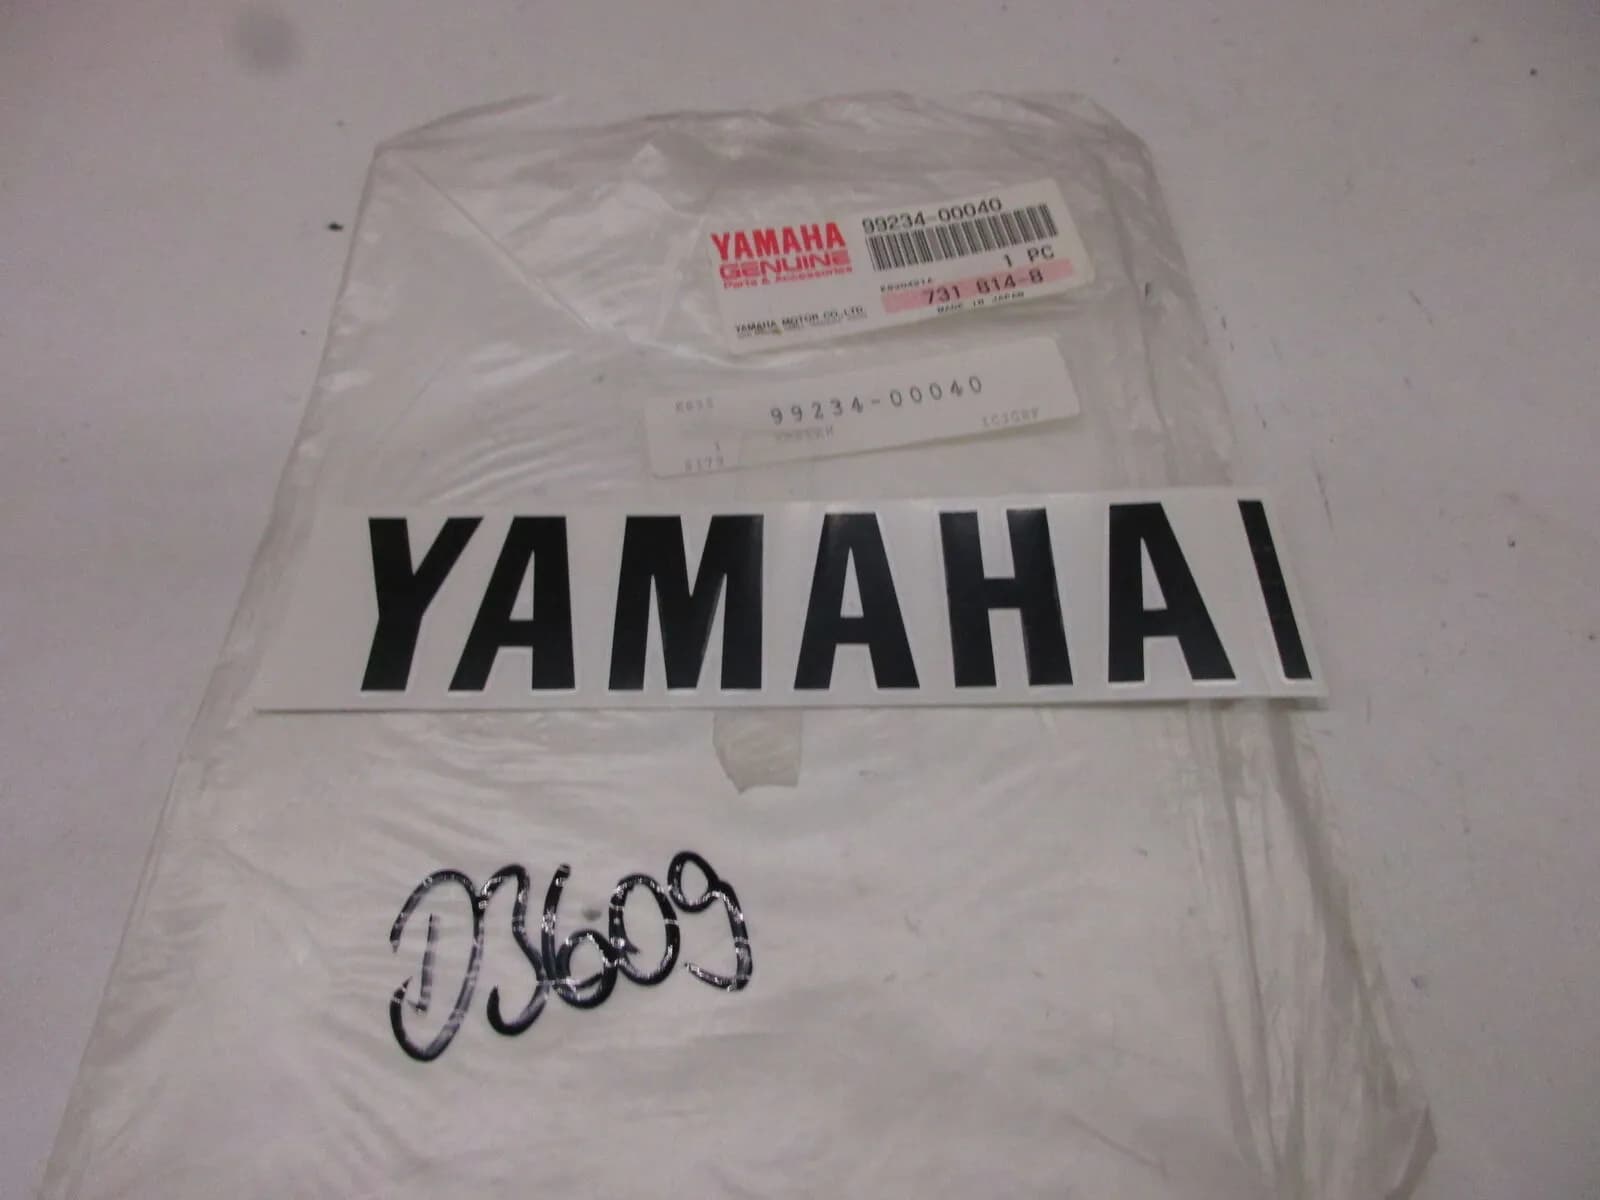 YAMAHA
GENUINE
Parts & Accessories
99234-00040
1 PC
731 814-8
MADE IN JAPAN
YAMAHA MOTOR CO.,LTD.
99234-00040
1
YAMAHA
D3609